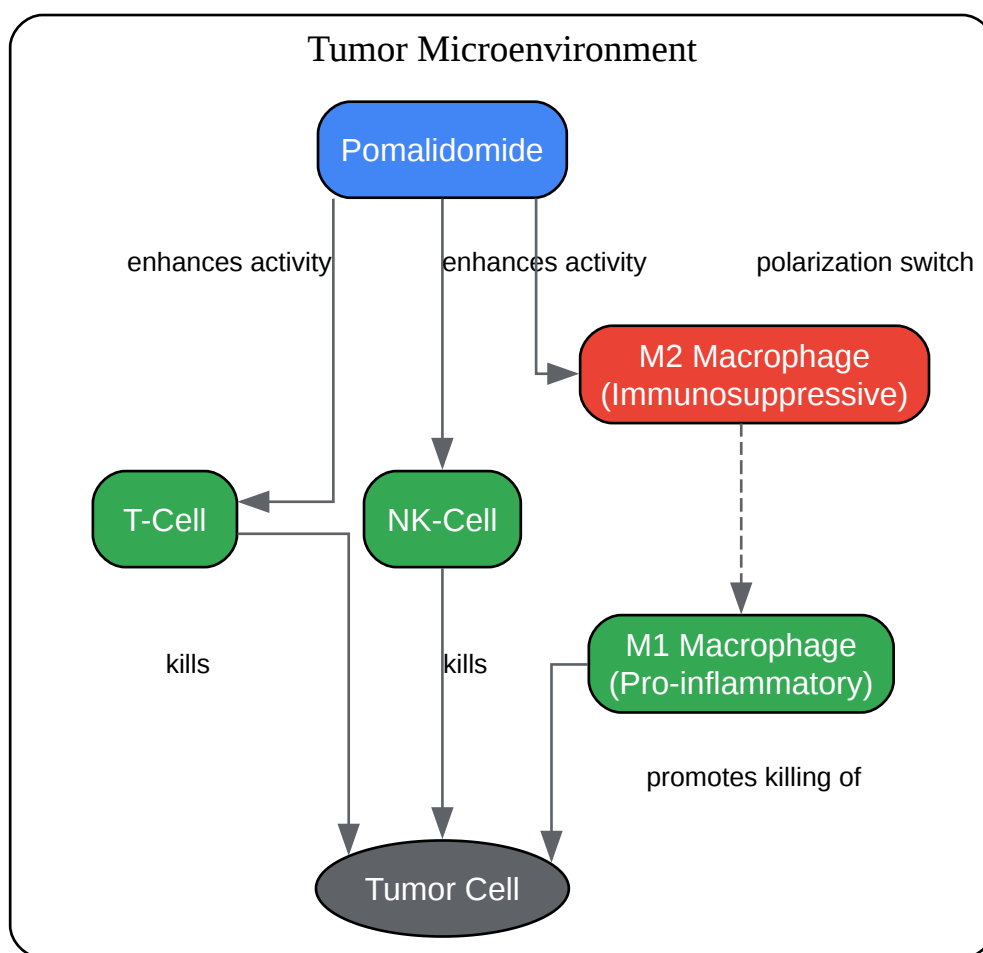 Tumor Microenvironment
Pomalidomide
enhances activity
enhances activity
polarization switch
M2 Macrophage
(Immunosuppressive)
T-Cell
NK-Cell
kills
kills
M1 Macrophage
(Pro-inflammatory)
promotes killing of
Tumor Cell